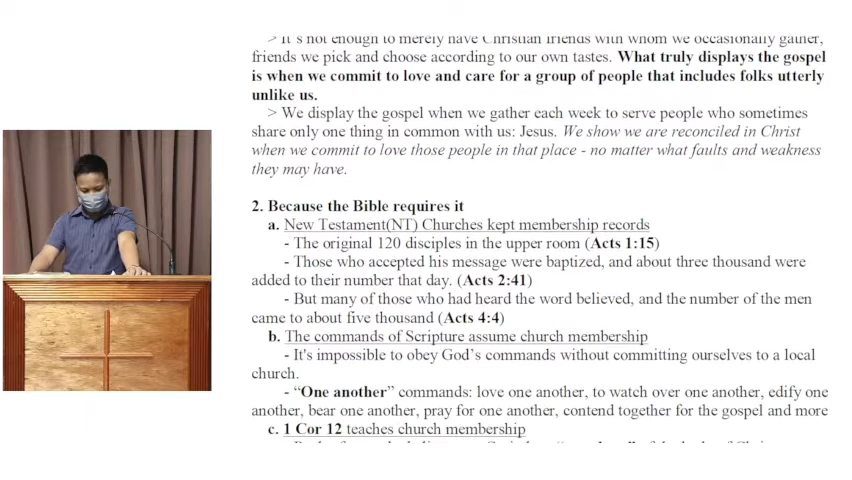 > It's not enough to merely have Christian friends with whom we occasionally gather,
friends we pick and choose according to our own tastes. What truly displays the gospel
is when we commit to love and care for a group of people that includes folks utterly
unlike us.
> We display the gospel when we gather each week to serve people who sometimes
share only one thing in common with us: Jesus. We show we are reconciled in Christ
when we commit to love those people in that place - no matter what faults and weakness
they may have.
2. Because the Bible requires it
a. New Testament(NT) Churches kept membership records
- The original 120 disciples in the upper room (Acts 1:15)
- Those who accepted his message were baptized, and about three thousand were
added to their number that day. (Acts 2:41)
- But many of those who had heard the word believed, and the number of the men
came to about five thousand (Acts 4:4)
b. The commands of Scripture assume church membership
- It's impossible to obey God's commands without committing ourselves to a local
church.
- "One another" commands: love one another, to watch over one another, edify one
another, bear one another, pray for one another, contend together for the gospel and more
c. 1 Cor 12 teaches church membership